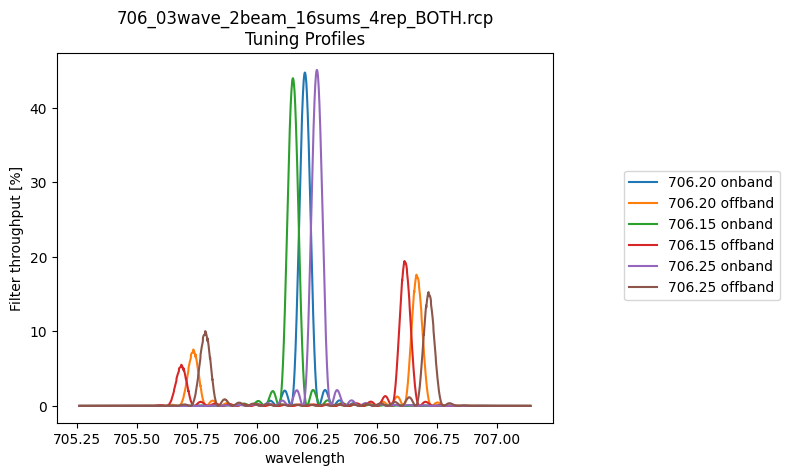 706_03wave_2beam_16sums_4rep_BOTH.rcp
Tuning Profiles
Filter throughput [%]
40
30
20
10
0
705.25 705.50 705.75 706.00 706.25 706.50 706.75 707.00
wavelength
706.20 onband
706.20 offband
706.15 onband
706.15 offband
706.25 onband
706.25 offband